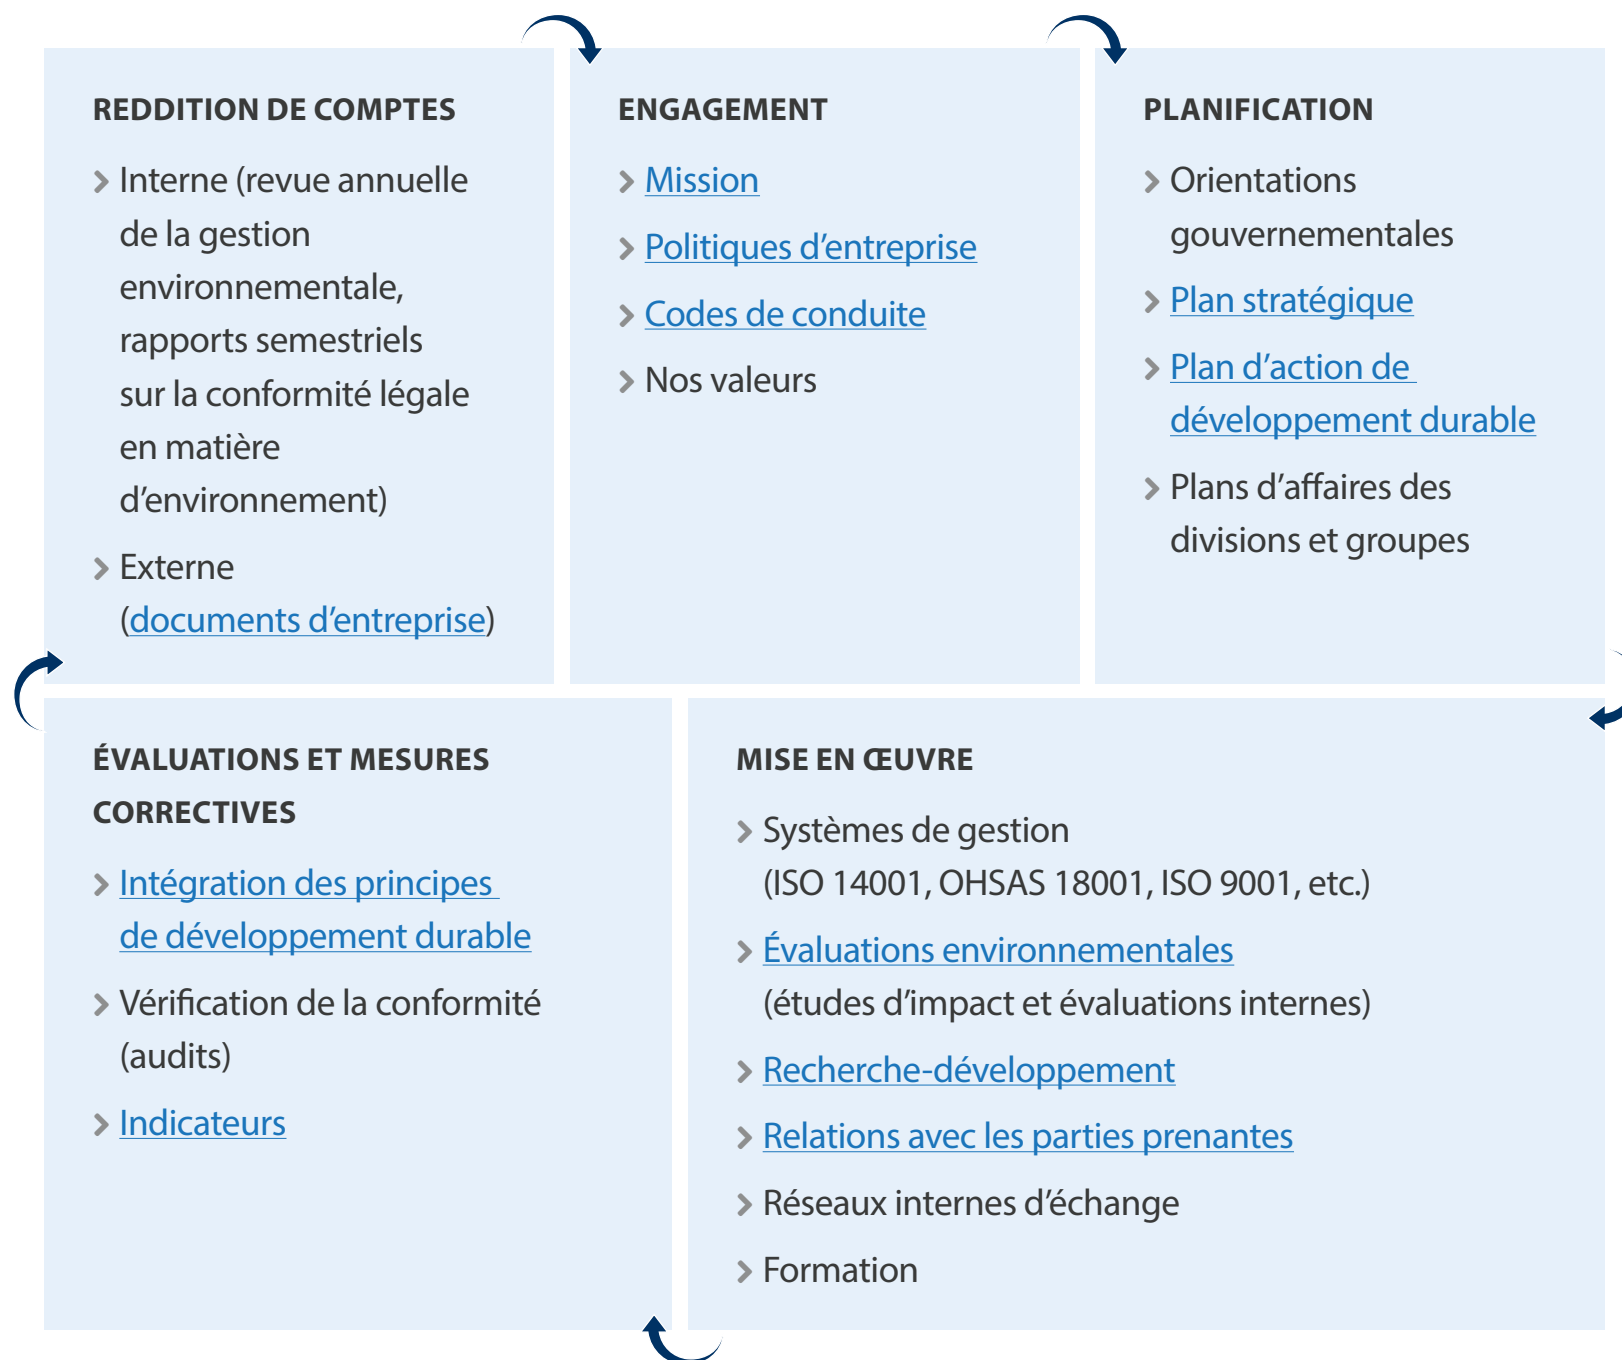 REDDITION DE COMPTES
Interne (revue annuelle
de la gestion
environnementale,
rapports semestriels
sur la conformité légale
en matière
d’environnement)
Externe
(documents d’entreprise)
ENGAGEMENT
Mission
Politiques d’entreprise
Codes de conduite
Nos valeurs
PLANIFICATION
Orientations
gouvernementales
Plan stratégique
Plan d’action de
développement durable
Plans d’affaires des
divisions et groupes
ÉVALUATIONS ET MESURES
CORRECTIVES
Intégration des principes
de développement durable
Vérification de la conformité
(audits)
Indicateurs
MISE EN ŒUVRE
Systèmes de gestion
(ISO 14001, OHSAS 18001, ISO 9001, etc.)
Évaluations environnementales
(études d’impact et évaluations internes)
Recherche-développement
Relations avec les parties prenantes
Réseaux internes d’échange
Formation